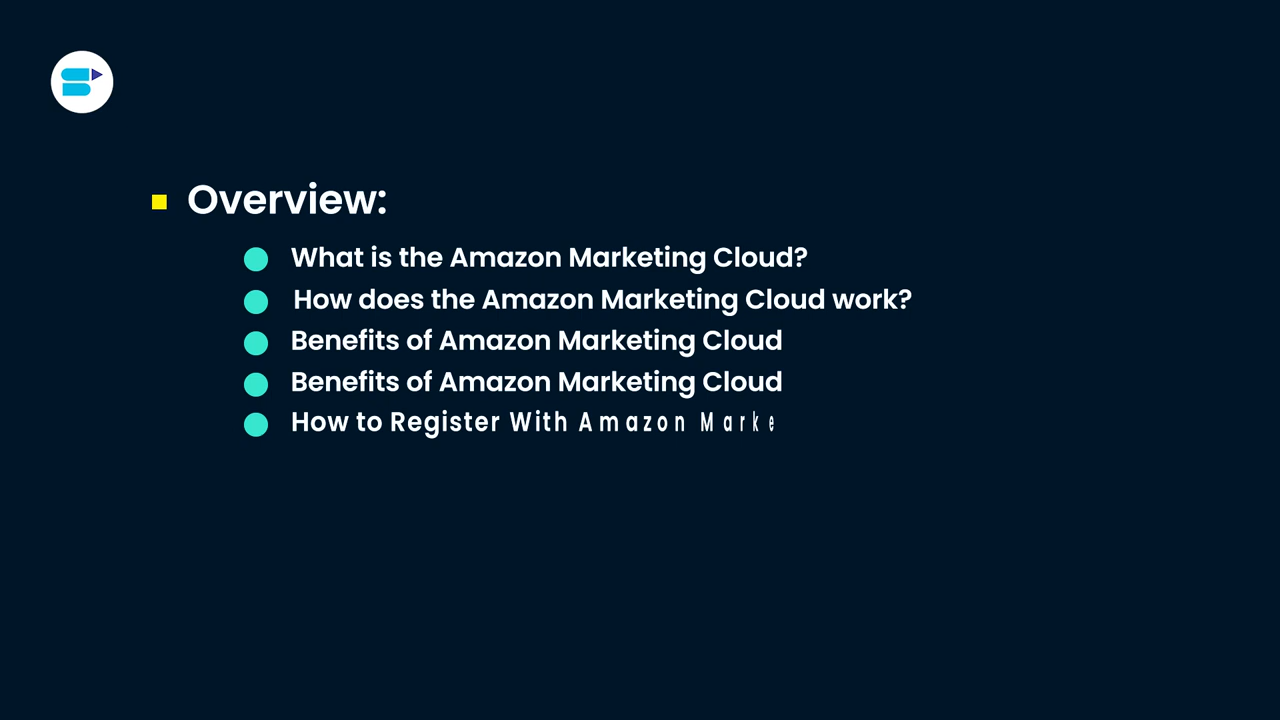 Overview:
What is the Amazon Marketing Cloud?
How does the Amazon Marketing Cloud work?
Benefits of Amazon Marketing Cloud
Benefits of Amazon Marketing Cloud
How to Register With Amazon Marke